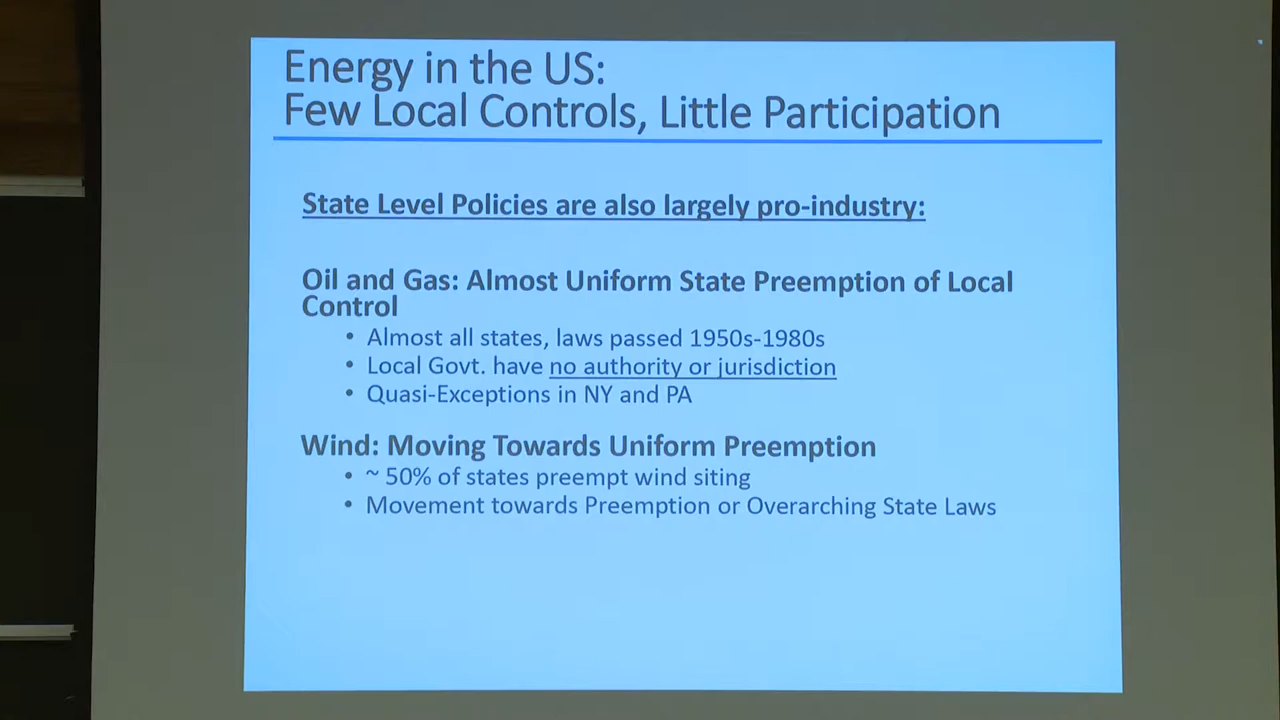 Energy in the US:
Few Local Controls, Little Participation
State Level Policies are also largely pro-industry:
Oil and Gas: Almost Uniform State Preemption of Local
Control
• Almost all states, laws passed 1950s-1980s
• Local Govt. have no authority or jurisdiction
• Quasi-Exceptions in NY and PA
Wind: Moving Towards Uniform Preemption
• ~ 50% of states preempt wind siting
• Movement towards Preemption or Overarching State Laws